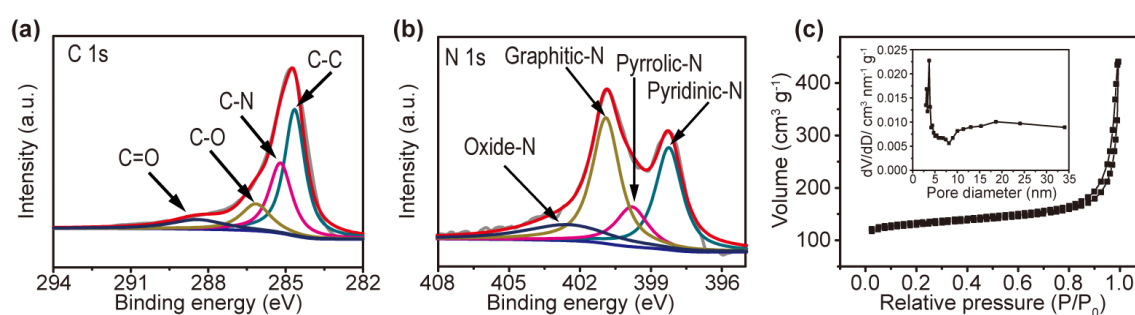 (a)
C 1s
C-C
C-N
C-O
C=O
Intensity (a.u.)
294 291 288 285 282
Binding energy (eV)
(b)
N 1s
Graphitic-N
Pyrrolic-N
Pyridinic-N
Oxide-N
Intensity (a.u.)
408 405 402 399 396
Binding energy (eV)
(c)
Volume (cm³ g⁻¹)
400
300
200
100
0.0 0.2 0.4 0.6 0.8 1.0
Relative pressure (P/P₀)
dV/dD/ cm³ nm⁻¹ g⁻¹
0.025
0.020
0.015
0.010
0.005
0.000
0 5 10 15 20 25 30 35
Pore diameter (nm)